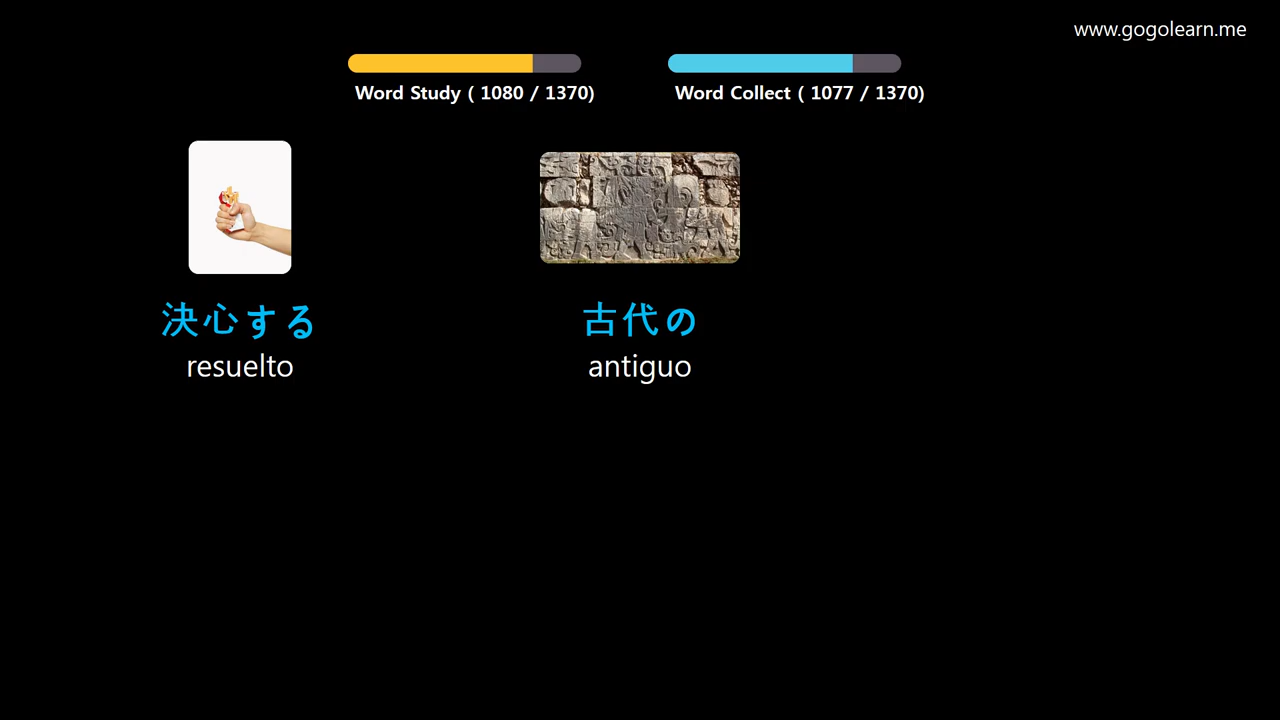 www.gogolearn.me
Word Study ( 1080 / 1370)
Word Collect ( 1077 / 1370)
決心する
resuelto
古代の
antiguo